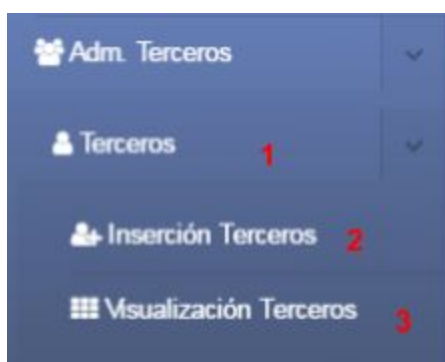 Adm. Terceros
Terceros 1
Inserción Terceros 2
Visualización Terceros 3